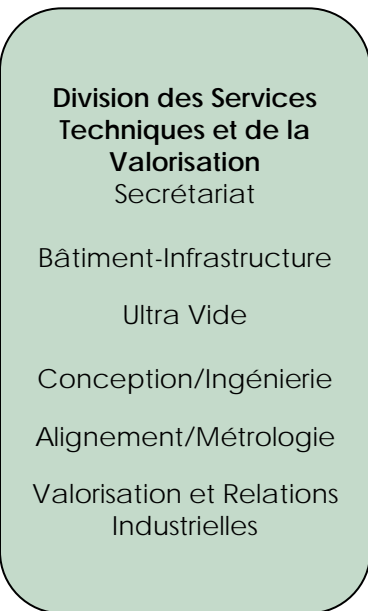 Division des Services
Techniques et de la
Valorisation
Secrétariat
Bâtiment-Infrastructure
Ultra Vide
Conception/Ingénierie
Alignement/Métrologie
Valorisation et Relations
Industrielles